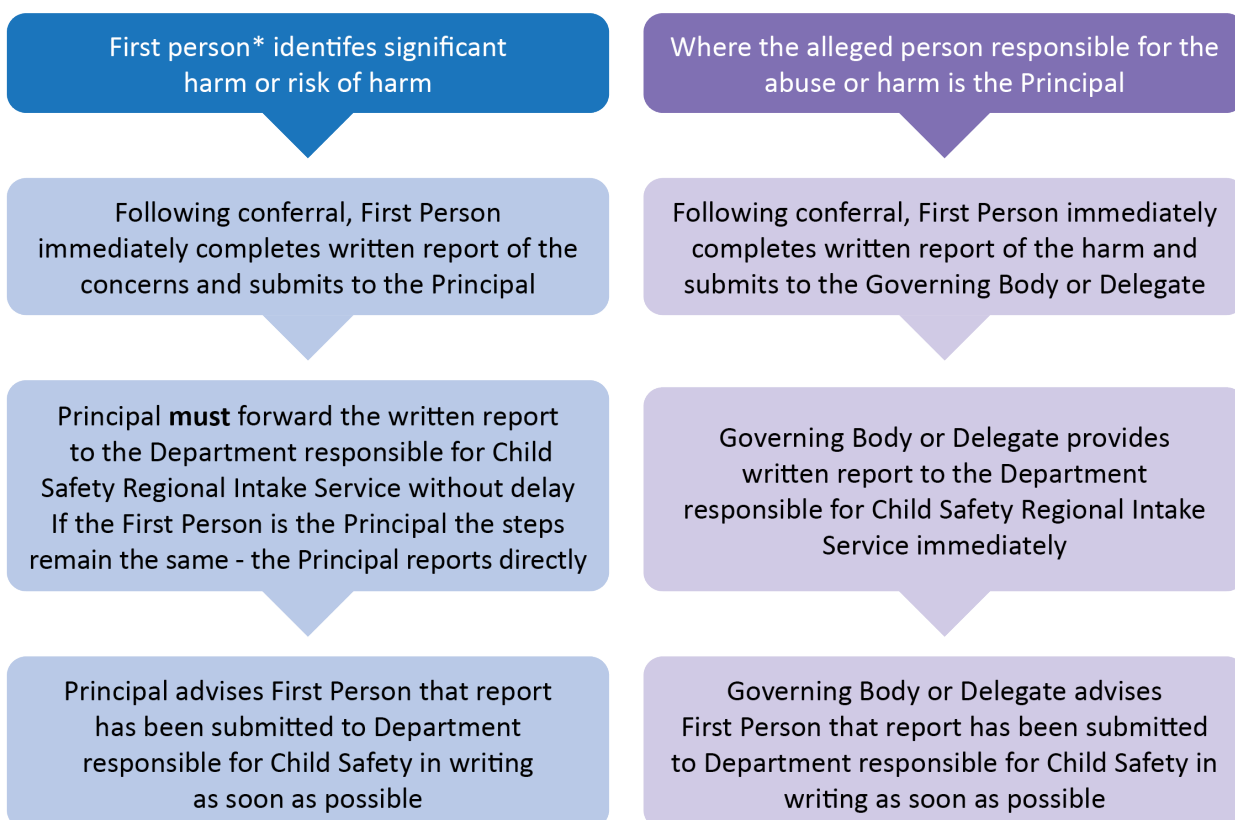 First person* identifes significant
harm or risk of harm
Following conferral, First Person
immediately completes written report of the
concerns and submits to the Principal
Principal must forward the written report
to the Department responsible for Child
Safety Regional Intake Service without delay
If the First Person is the Principal the steps
remain the same - the Principal reports directly
Principal advises First Person that report
has been submitted to Department
responsible for Child Safety in writing
as soon as possible
Where the alleged person responsible for the
abuse or harm is the Principal
Following conferral, First Person immediately
completes written report of the harm and
submits to the Governing Body or Delegate
Governing Body or Delegate provides
written report to the Department
responsible for Child Safety Regional Intake
Service immediately
Governing Body or Delegate advises
First Person that report has been submitted
to Department responsible for Child Safety in
writing as soon as possible